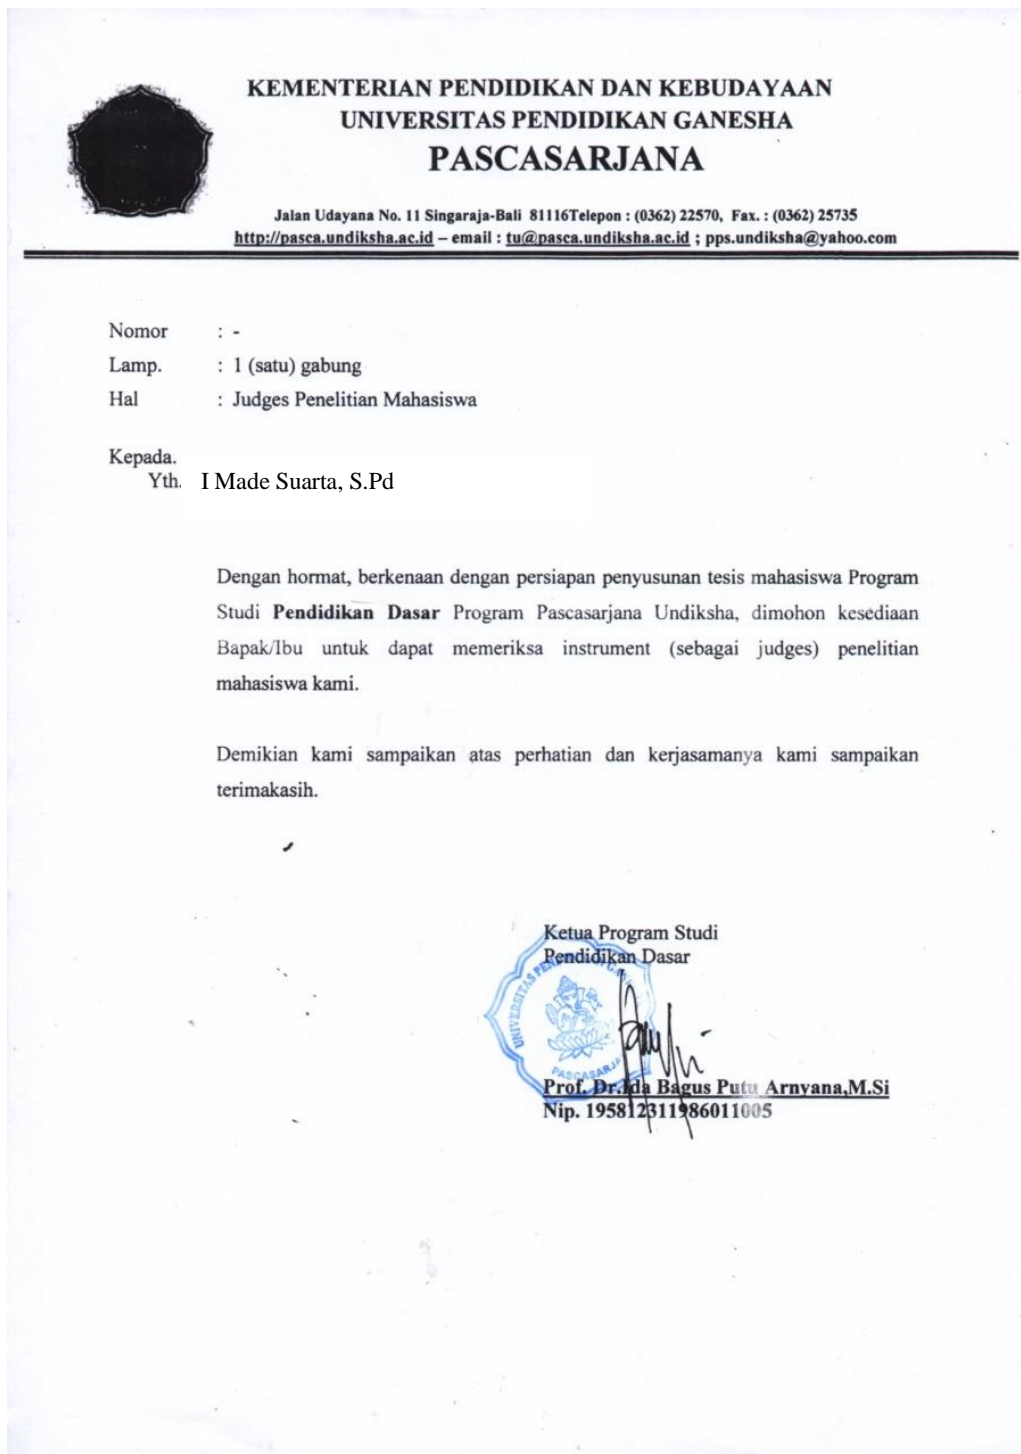 KEMENTERIAN PENDIDIKAN DAN KEBUDAYAAN
UNIVERSITAS PENDIDIKAN GANESHA
PASCASARJANA
Jalan Udayana No. 11 Singaraja-Bali 81116Telepon : (0362) 22570, Fax. : (0362) 25735
http://pasca.undiksha.ac.id – email : tu@pasca.undiksha.ac.id ; pps.undiksha@yahoo.com
Nomor : -
Lamp. : 1 (satu) gabung
Hal : Judges Penelitian Mahasiswa
Kepada.
Yth. I Made Suarta, S.Pd
Dengan hormat, berkenaan dengan persiapan penyusunan tesis mahasiswa Program
Studi Pendidikan Dasar Program Pascasarjana Undiksha, dimohon kesediaan
Bapak/Ibu untuk dapat memeriksa instrument (sebagai judges) penelitian
mahasiswa kami.
Demikian kami sampaikan atas perhatian dan kerjasamanya kami sampaikan
terimakasih.
Ketua Program Studi
Pendidikan Dasar
UNIVERSITAS
PASCASARJA
Prof. Dr.Ida Bagus Putu Arnyana,M.Si
Nip. 195812311986011005